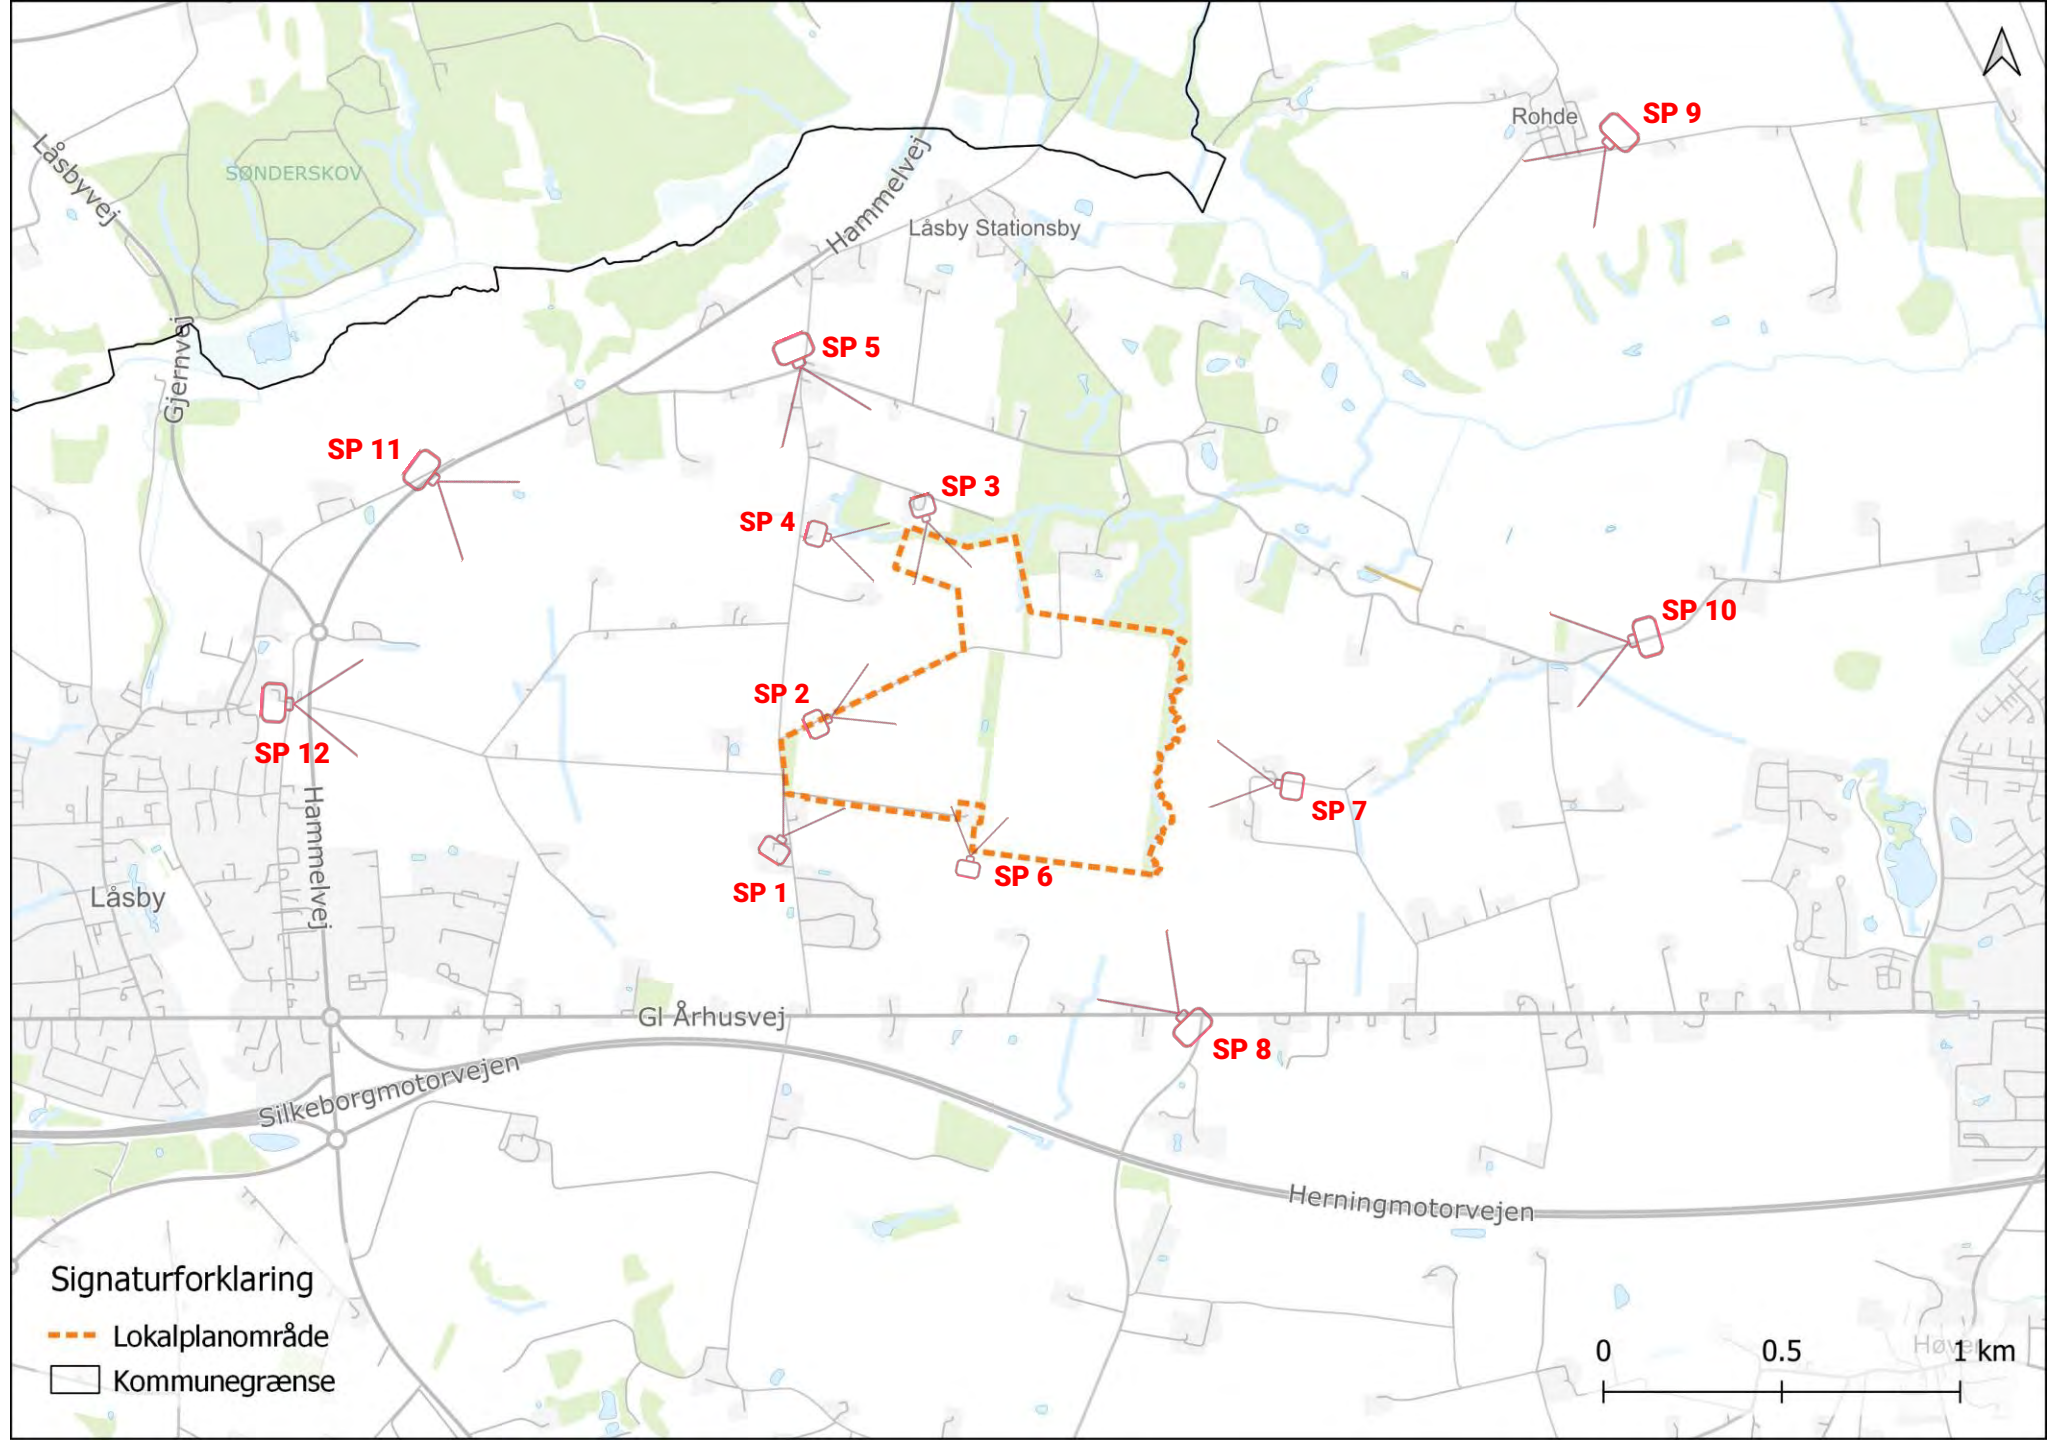 SP 9
Rohde
Låsbyvej
SØNDERSKOV
Hammelvej
Låsby Stationsby
Gjernvej
SP 5
SP 11
SP 3
SP 4
SP 10
SP 2
SP 12
SP 7
Hammelvej
SP 6
SP 1
Låsby
Gl Århusvej
SP 8
Silkeborgmotorvejen
Herningmotorvejen
Signaturforklaring
Lokalplanområde
Kommunegrænse
0 0.5 1 km